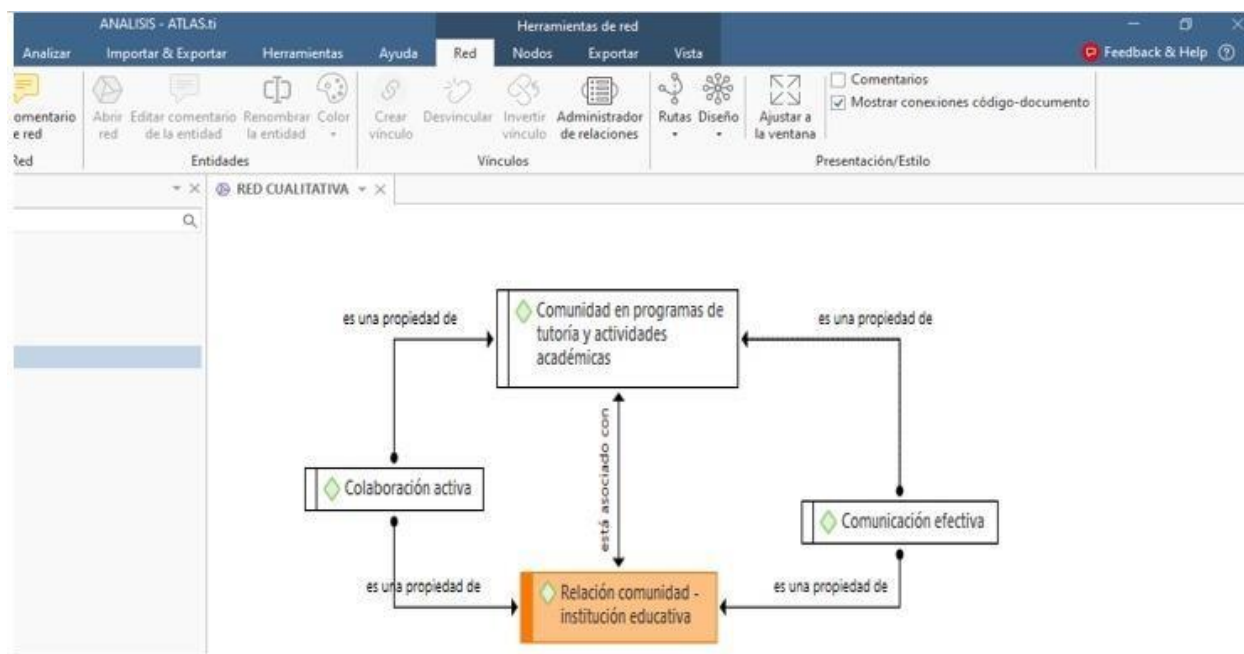 ANALISIS - ATLAS.ti
Herramientas de red
Analizar
Importar & Exportar
Herramientas
Ayuda
Red
Nodos
Exportar
Vista
Feedback & Help
omentario
e red
Abrir
red
Editar comentario
de la entidad
Renombrar
la entidad
Color
Crear
vínculo
Desvincular
Invertir
vínculo
Administrador
de relaciones
Rutas
Diseño
Ajustar a
la ventana
Comentarios
Mostrar conexiones código-documento
Red
Entidades
Vínculos
Presentación/Estilo
RED CUALITATIVA
es una propiedad de
Comunidad en programas de
tutoría y actividades
académicas
es una propiedad de
está asociado con
Colaboración activa
Comunicación efectiva
es una propiedad de
Relación comunidad -
institución educativa
es una propiedad de